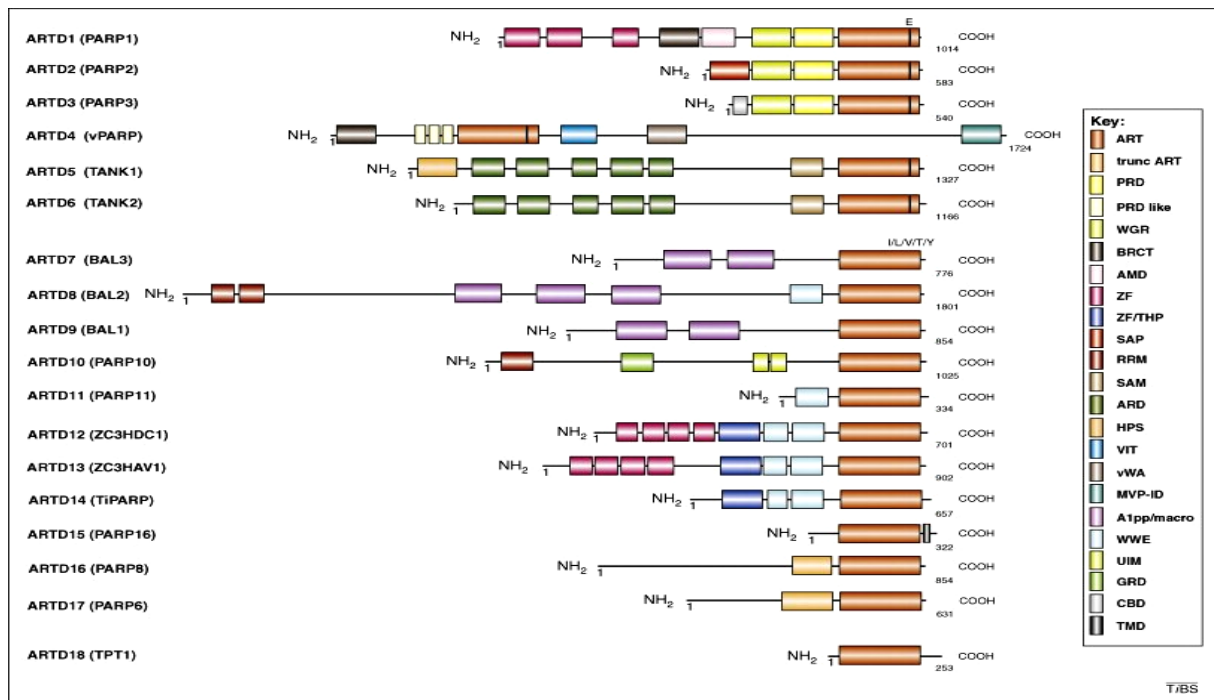 E
ARTD1 (PARP1) NH2 1 1014 COOH
ARTD2 (PARP2) NH2 1 583 COOH
ARTD3 (PARP3) NH2 1 540 COOH
ARTD4 (vPARP) NH2 1 1724 COOH
ARTD5 (TANK1) NH2 1 1327 COOH
ARTD6 (TANK2) NH2 1 1166 COOH
I/L/V/T/Y
ARTD7 (BAL3) NH2 1 776 COOH
ARTD8 (BAL2) NH2 1 1801 COOH
ARTD9 (BAL1) NH2 1 854 COOH
ARTD10 (PARP10) NH2 1 1025 COOH
ARTD11 (PARP11) NH2 1 334 COOH
ARTD12 (ZC3HDC1) NH2 1 701 COOH
ARTD13 (ZC3HAV1) NH2 1 902 COOH
ARTD14 (TiPARP) NH2 1 657 COOH
ARTD15 (PARP16) NH2 1 322 COOH
ARTD16 (PARP8) NH2 1 854 COOH
ARTD17 (PARP6) NH2 1 631 COOH
ARTD18 (TPT1) NH2 1 253 COOH
Key:
ART
trunc ART
PRD
PRD like
WGR
BRCT
AMD
ZF
ZF/THP
SAP
RRM
SAM
ARD
HPS
VIT
vWA
MVP-ID
A1pp/macro
WWE
UIM
GRD
CBD
TMD
TiBS